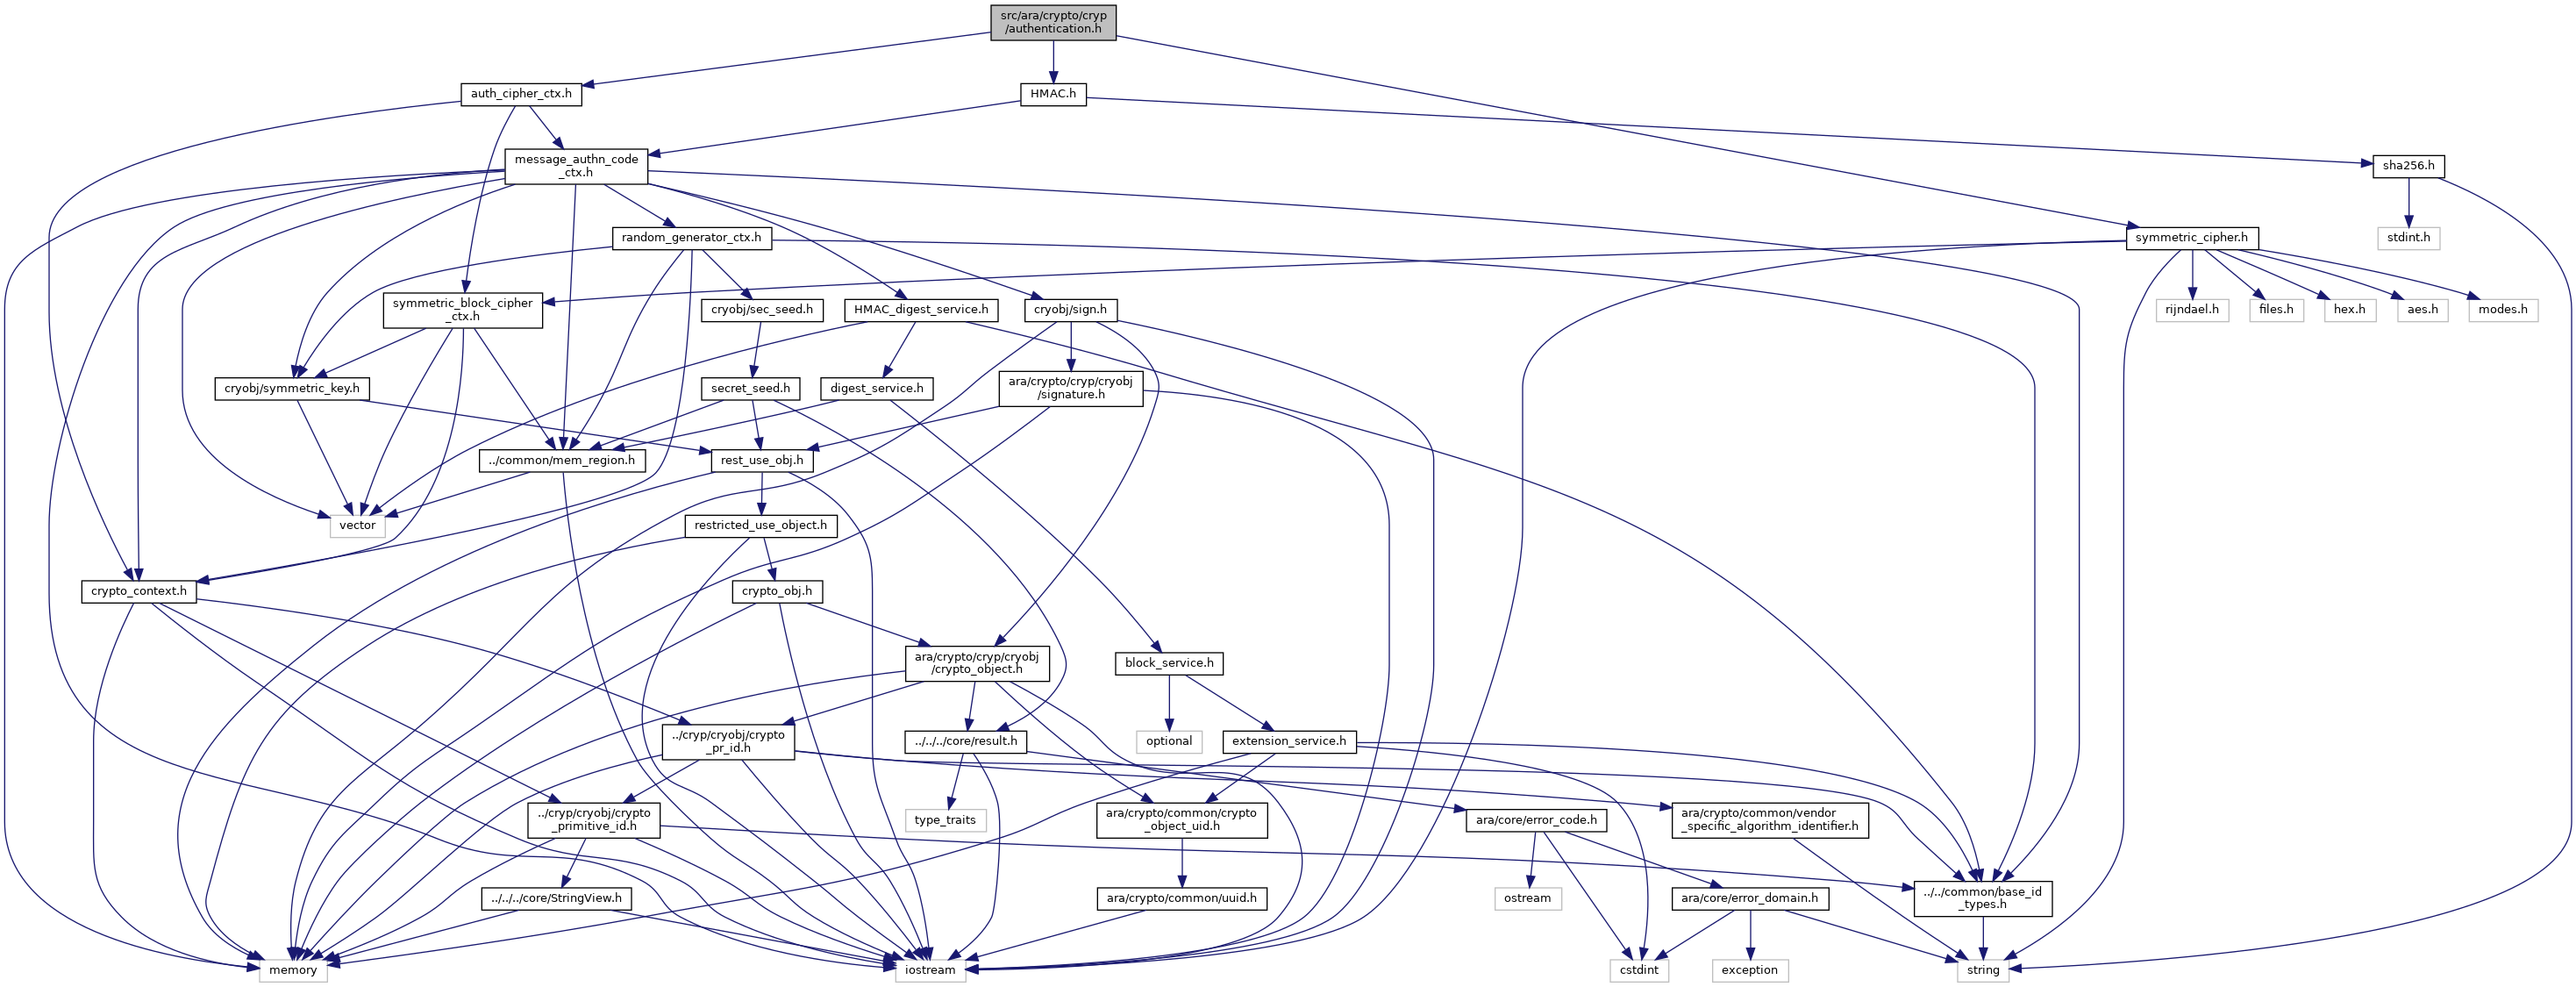 src/ara/crypto/cryp
/authentication.h
auth_cipher_ctx.h
HMAC.h
message_authn_code
_ctx.h
sha256.h
random_generator_ctx.h
symmetric_cipher.h
stdint.h
symmetric_block_cipher
_ctx.h
cryobj/sec_seed.h
HMAC_digest_service.h
cryobj/sign.h
rijndael.h
files.h
hex.h
aes.h
modes.h
cryobj/symmetric_key.h
secret_seed.h
digest_service.h
ara/crypto/cryp/cryobj
/signature.h
../common/mem_region.h
rest_use_obj.h
vector
restricted_use_object.h
crypto_context.h
crypto_obj.h
ara/crypto/cryp/cryobj
/crypto_object.h
block_service.h
../cryp/cryobj/crypto
_pr_id.h
../../../core/result.h
optional
extension_service.h
../cryp/cryobj/crypto
_primitive_id.h
type_traits
ara/crypto/common/crypto
_object_uid.h
ara/core/error_code.h
ara/crypto/common/vendor
_specific_algorithm_identifier.h
../../../core/StringView.h
ara/crypto/common/uuid.h
ostream
ara/core/error_domain.h
../../common/base_id
_types.h
memory
iostream
cstdint
exception
string